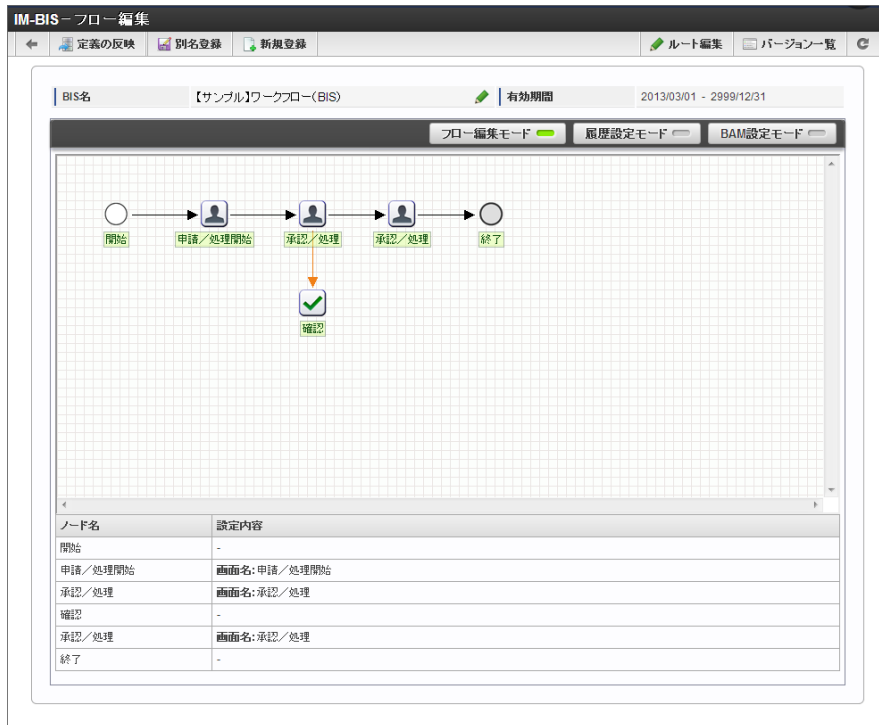 IM-BIS－フロー編集
定義の反映 別名登録 新規登録 ルート編集 バージョン一覧
BIS名 【サンプル】ワークフロー(BIS) 有効期間 2013/03/01 - 2999/12/31
フロー編集モード 履歴設定モード BAM設定モード
開始 申請／処理開始 承認／処理 承認／処理 終了
確認
ノード名 設定内容
開始 -
申請／処理開始 画面名:申請／処理開始
承認／処理 画面名:承認／処理
確認 -
承認／処理 画面名:承認／処理
終了 -